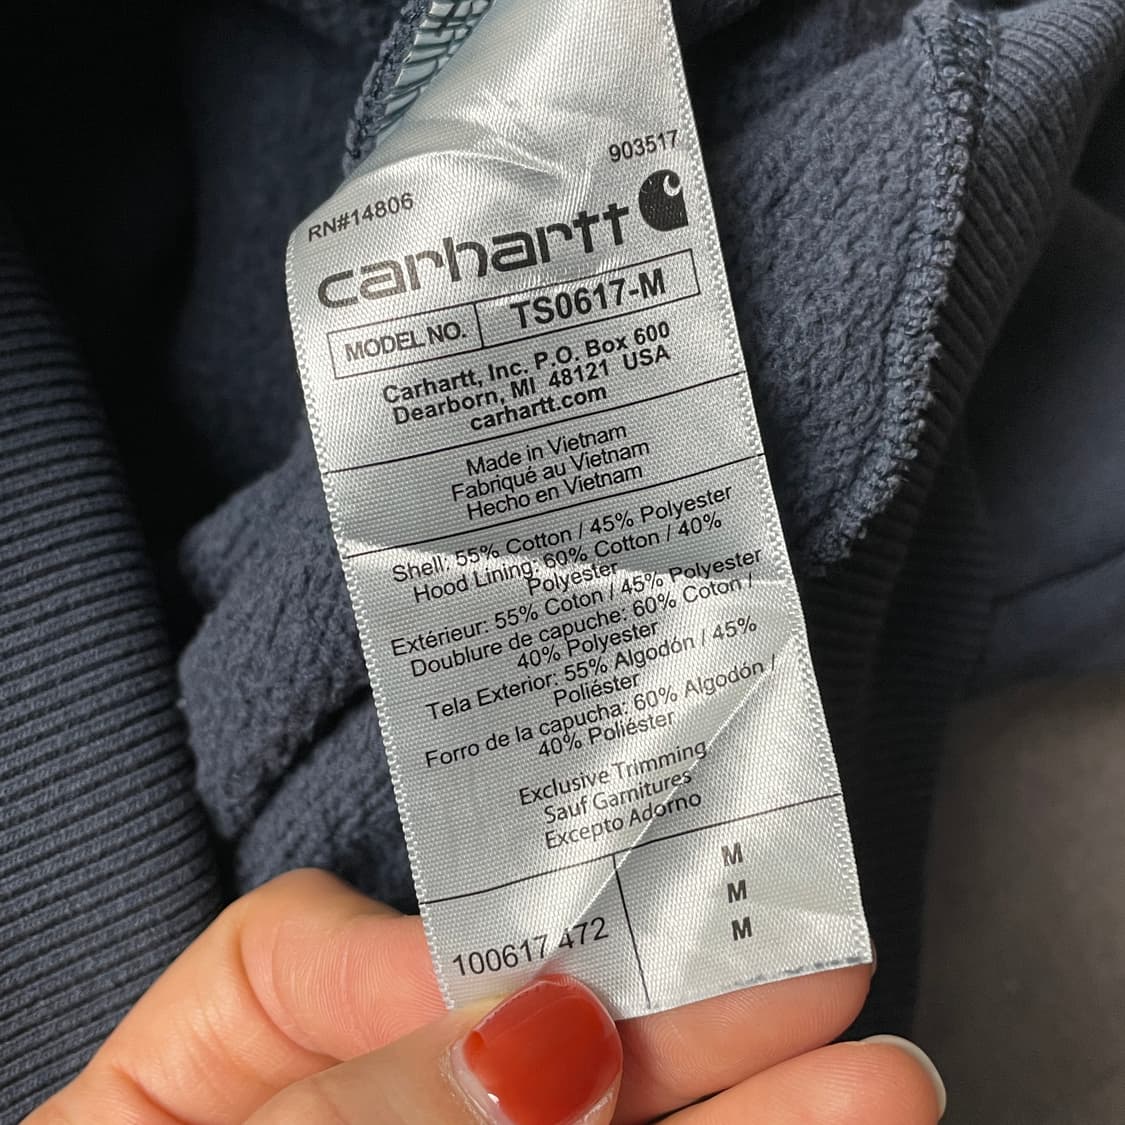 903517
RN#14806
carhartt
MODEL NO. TS0617-M
Carhartt, Inc. P.O. Box 600
Dearborn, MI 48121 USA
carhartt.com
Made in Vietnam
Fabriqué au Vietnam
Hecho en Vietnam
Shell: 55% Cotton / 45% Polyester
Hood Lining: 60% Cotton / 40%
Polyester
Extérieur: 55% Coton / 45% Polyester
Doublure de capuche: 60% Coton /
40% Polyester
Tela Exterior: 55% Algodón / 45%
Poliéster
Forro de la capucha: 60% Algodón /
40% Poliéster
Exclusive Trimming
Sauf Garnitures
Excepto Adorno
100617 472
M
M
M